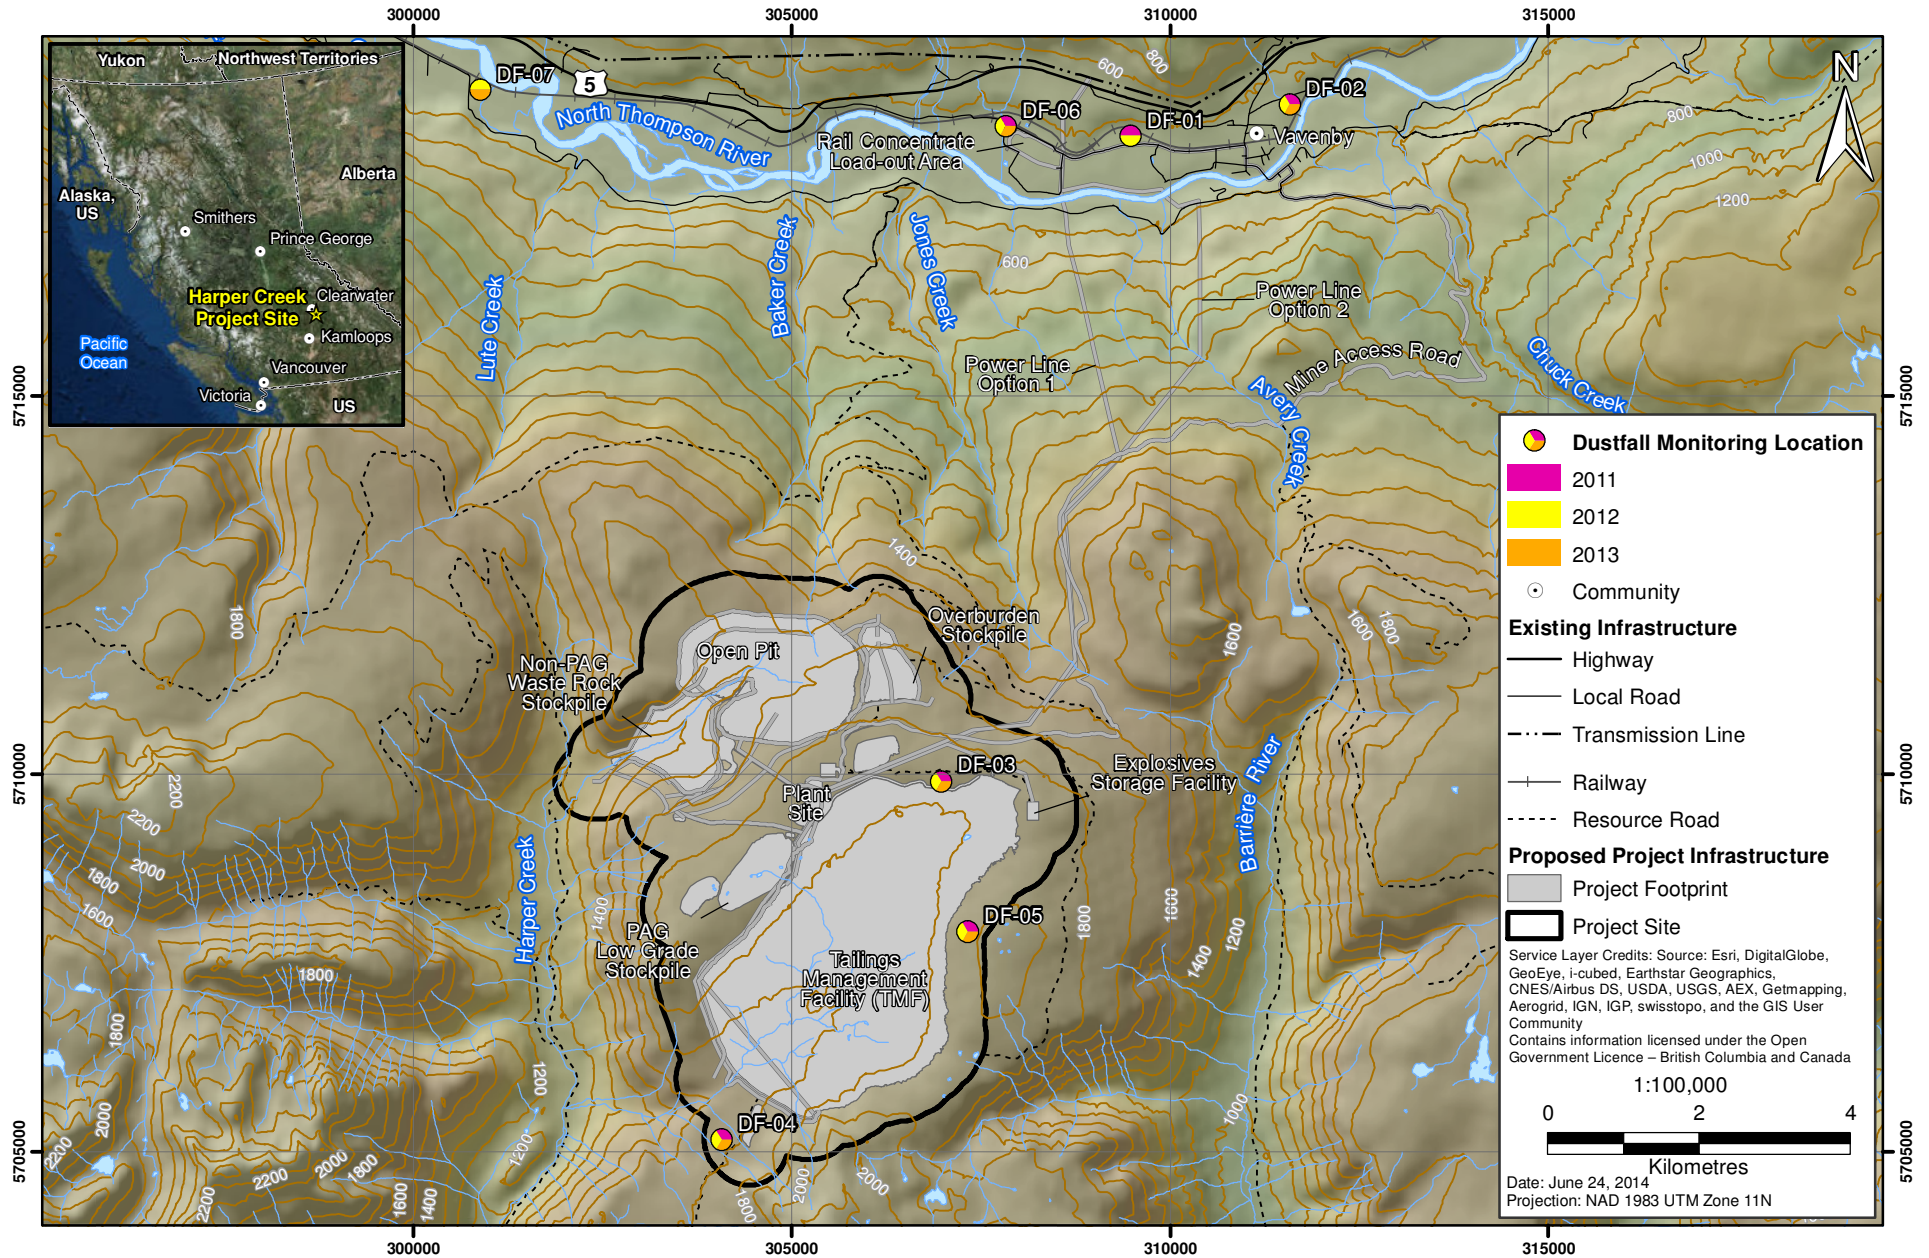 300000
305000
310000
315000
Yukon
Northwest Territories
Alberta
Alaska,
US
Smithers
Prince George
Harper Creek
Project Site
Clearwater
Kamloops
Pacific
Ocean
Vancouver
Victoria
US
DF-07
5
North Thompson River
DF-06
DF-01
DF-02
Rail Concentrate
Load-out Area
Vavenby
600
800
800
1000
1200
N
Lute Creek
Baker Creek
Jones Creek
600
Power Line
Option 2
Power Line
Option 1
Mine Access Road
Avery Creek
Chuck Creek
5715000
5715000
1400
1800
1600
1600
1800
Overburden
Stockpile
Open Pit
Non-PAG
Waste Rock
Stockpile
DF-03
Explosives
Storage Facility
Plant
Site
Barrière River
Harper Creek
5710000
5710000
2200
2200
2000
1800
1600
1400
1800
1600
1400
1200
PAG
Low Grade
Stockpile
DF-05
Tailings
Management
Facility (TMF)
1800
1800
1200
1000
DF-04
5705000
5705000
2000
2200
2200
2200
2000
1800
1600
1400
1200
1800
2000
2000
Dustfall Monitoring Location
2011
2012
2013
Community
Existing Infrastructure
Highway
Local Road
Transmission Line
Railway
Resource Road
Proposed Project Infrastructure
Project Footprint
Project Site
Service Layer Credits: Source: Esri, DigitalGlobe,
GeoEye, i-cubed, Earthstar Geographics,
CNES/Airbus DS, USDA, USGS, AEX, Getmapping,
Aerogrid, IGN, IGP, swisstopo, and the GIS User
Community
Contains information licensed under the Open
Government Licence – British Columbia and Canada
1:100,000
0 2 4
Kilometres
Date: June 24, 2014
Projection: NAD 1983 UTM Zone 11N
300000
305000
310000
315000